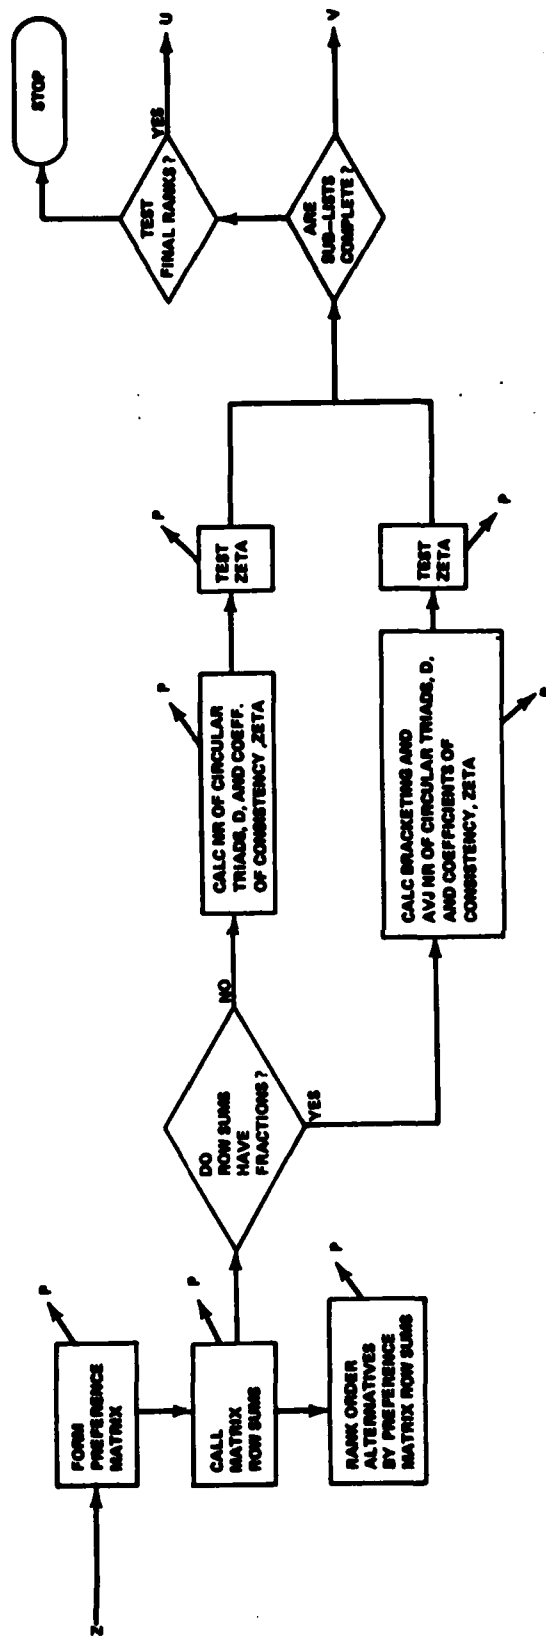 Z
FORM
PREFERENCE
MATRIX
P
CALL
MATRIX
ROW SUMS
P
RANK ORDER
ALTERNATIVES
BY PREFERENCE
MATRIX ROW SUMS
P
DO
ROW SUMS
HAVE
FRACTIONS ?
NO
YES
CALC NR OF CIRCULAR
TRIADS, D, AND COEFF.
OF CONSISTENCY ,ZETA
P
TEST
ZETA
P
CALC BRACKETING AND
AVJ NR OF CIRCULAR TRIADS, D,
AND COEFFICIENTS OF
CONSISTENCY, ZETA
P
TEST
ZETA
P
ARE
SUB-LISTS
COMPLETE ?
V
TEST
FINAL RANKS ?
YES
U
STOP